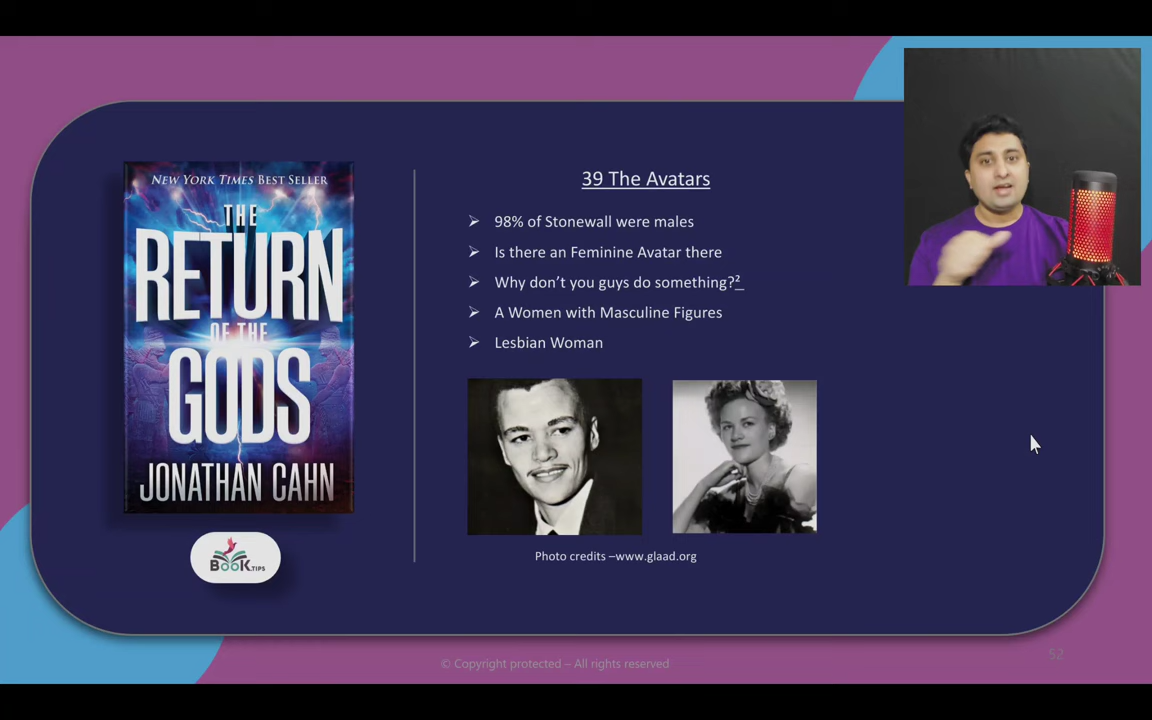 NEW YORK TIMES BEST SELLER
THE
RETURN
OF THE
GODS
JONATHAN CAHN
BOOK.TIPS
39 The Avatars
98% of Stonewall were males
Is there an Feminine Avatar there
Why don’t you guys do something?²
A Women with Masculine Figures
Lesbian Woman
Photo credits –www.glaad.org
© Copyright protected – All rights reserved
52